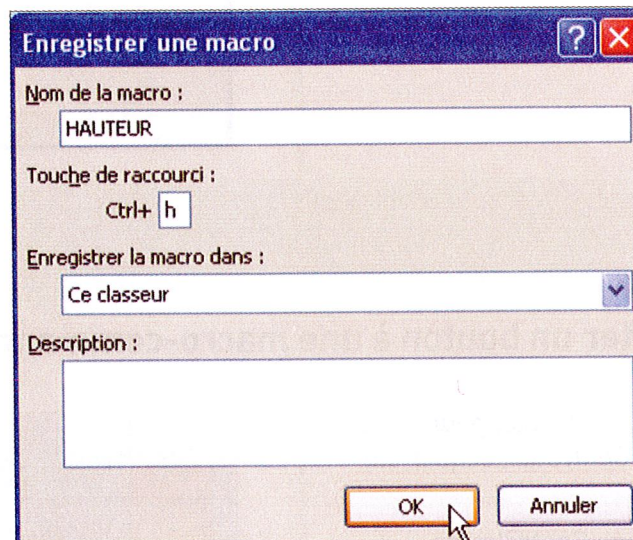 Enregistrer une macro
Nom de la macro :
HAUTEUR
Touche de raccourci :
Ctrl+ h
Enregistrer la macro dans :
Ce classeur
Description :
OK Annuler